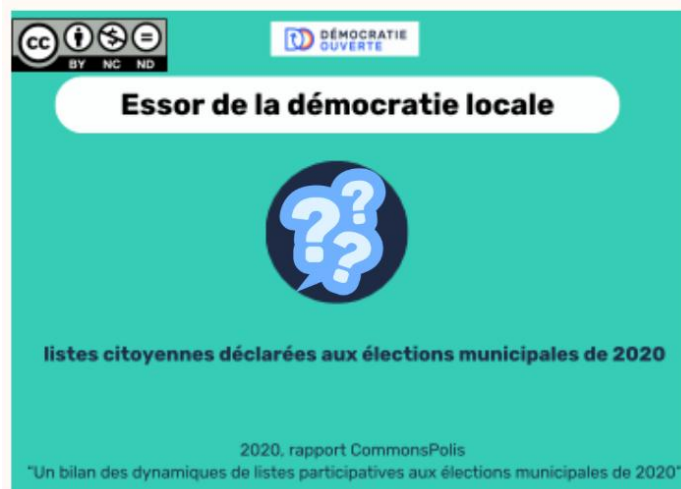 cc
BY NC ND
DÉMOCRATIE
OUVERTE
Essor de la démocratie locale
???
listes citoyennes déclarées aux élections municipales de 2020
2020, rapport CommonsPolis
"Un bilan des dynamiques de listes participatives aux élections municipales de 2020"